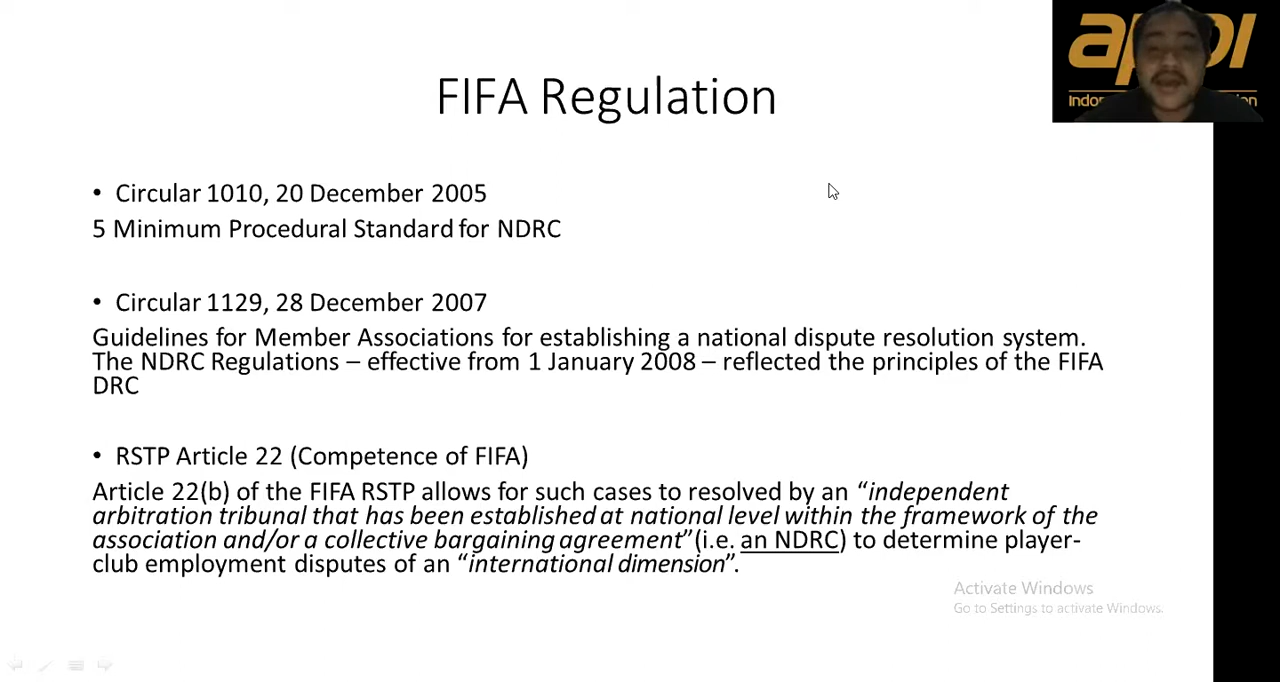 FIFA Regulation
• Circular 1010, 20 December 2005
5 Minimum Procedural Standard for NDRC
• Circular 1129, 28 December 2007
Guidelines for Member Associations for establishing a national dispute resolution system.
The NDRC Regulations – effective from 1 January 2008 – reflected the principles of the FIFA
DRC
• RSTP Article 22 (Competence of FIFA)
Article 22(b) of the FIFA RSTP allows for such cases to resolved by an “independent
arbitration tribunal that has been established at national level within the framework of the
association and/or a collective bargaining agreement”(i.e. an NDRC) to determine player-
club employment disputes of an “international dimension”.
Activate Windows
Go to Settings to activate Windows.